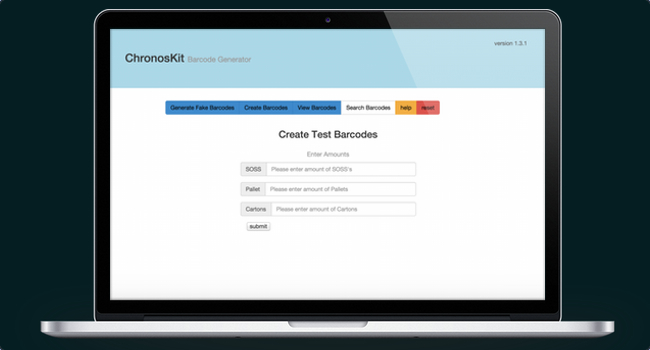 version 1.3.1
ChronosKit Barcode Generator
Generate Fake Barcodes Create Barcodes View Barcodes Search Barcodes help reset
Create Test Barcodes
Enter Amounts
SOSS Please enter amount of SOSS's
Pallet Please enter amount of Pallets
Cartons Please enter amount of Cartons
submit